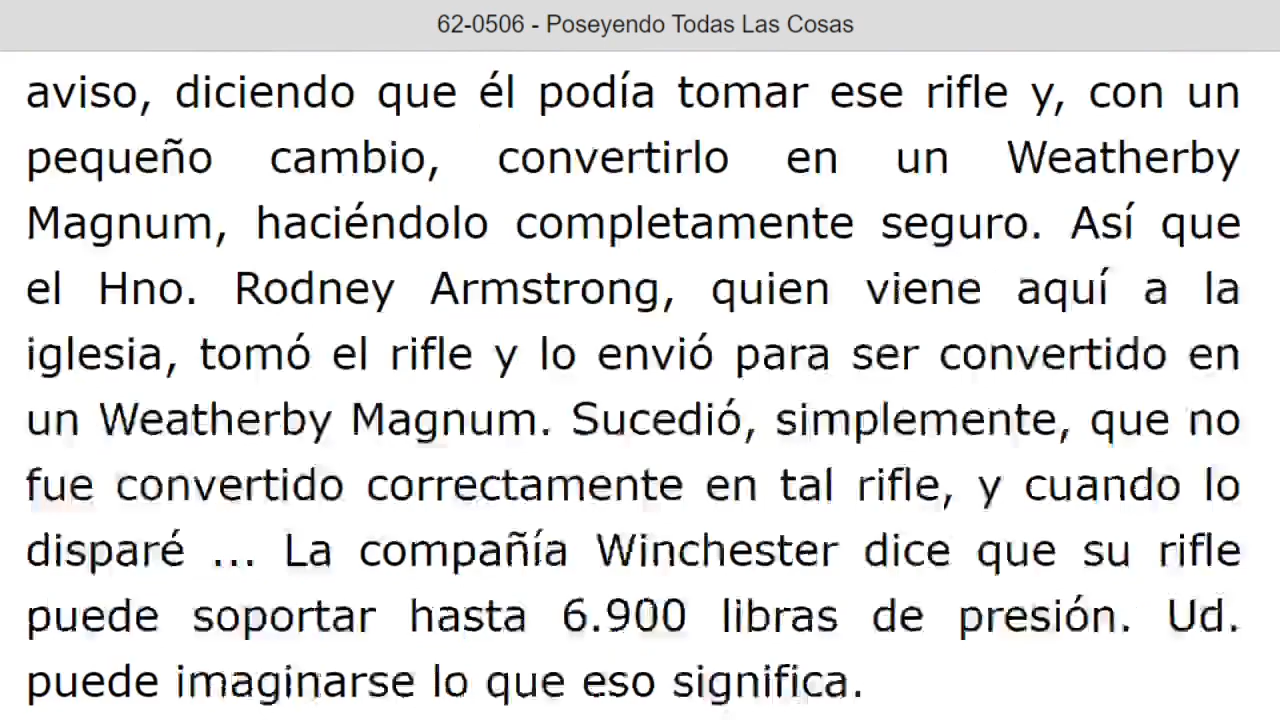 62-0506 - Poseyendo Todas Las Cosas
aviso, diciendo que él podía tomar ese rifle y, con un
pequeño cambio, convertirlo en un Weatherby
Magnum, haciéndolo completamente seguro. Así que
el Hno. Rodney Armstrong, quien viene aquí a la
iglesia, tomó el rifle y lo envió para ser convertido en
un Weatherby Magnum. Sucedió, simplemente, que no
fue convertido correctamente en tal rifle, y cuando lo
disparé ... La compañía Winchester dice que su rifle
puede soportar hasta 6.900 libras de presión. Ud.
puede imaginarse lo que eso significa.